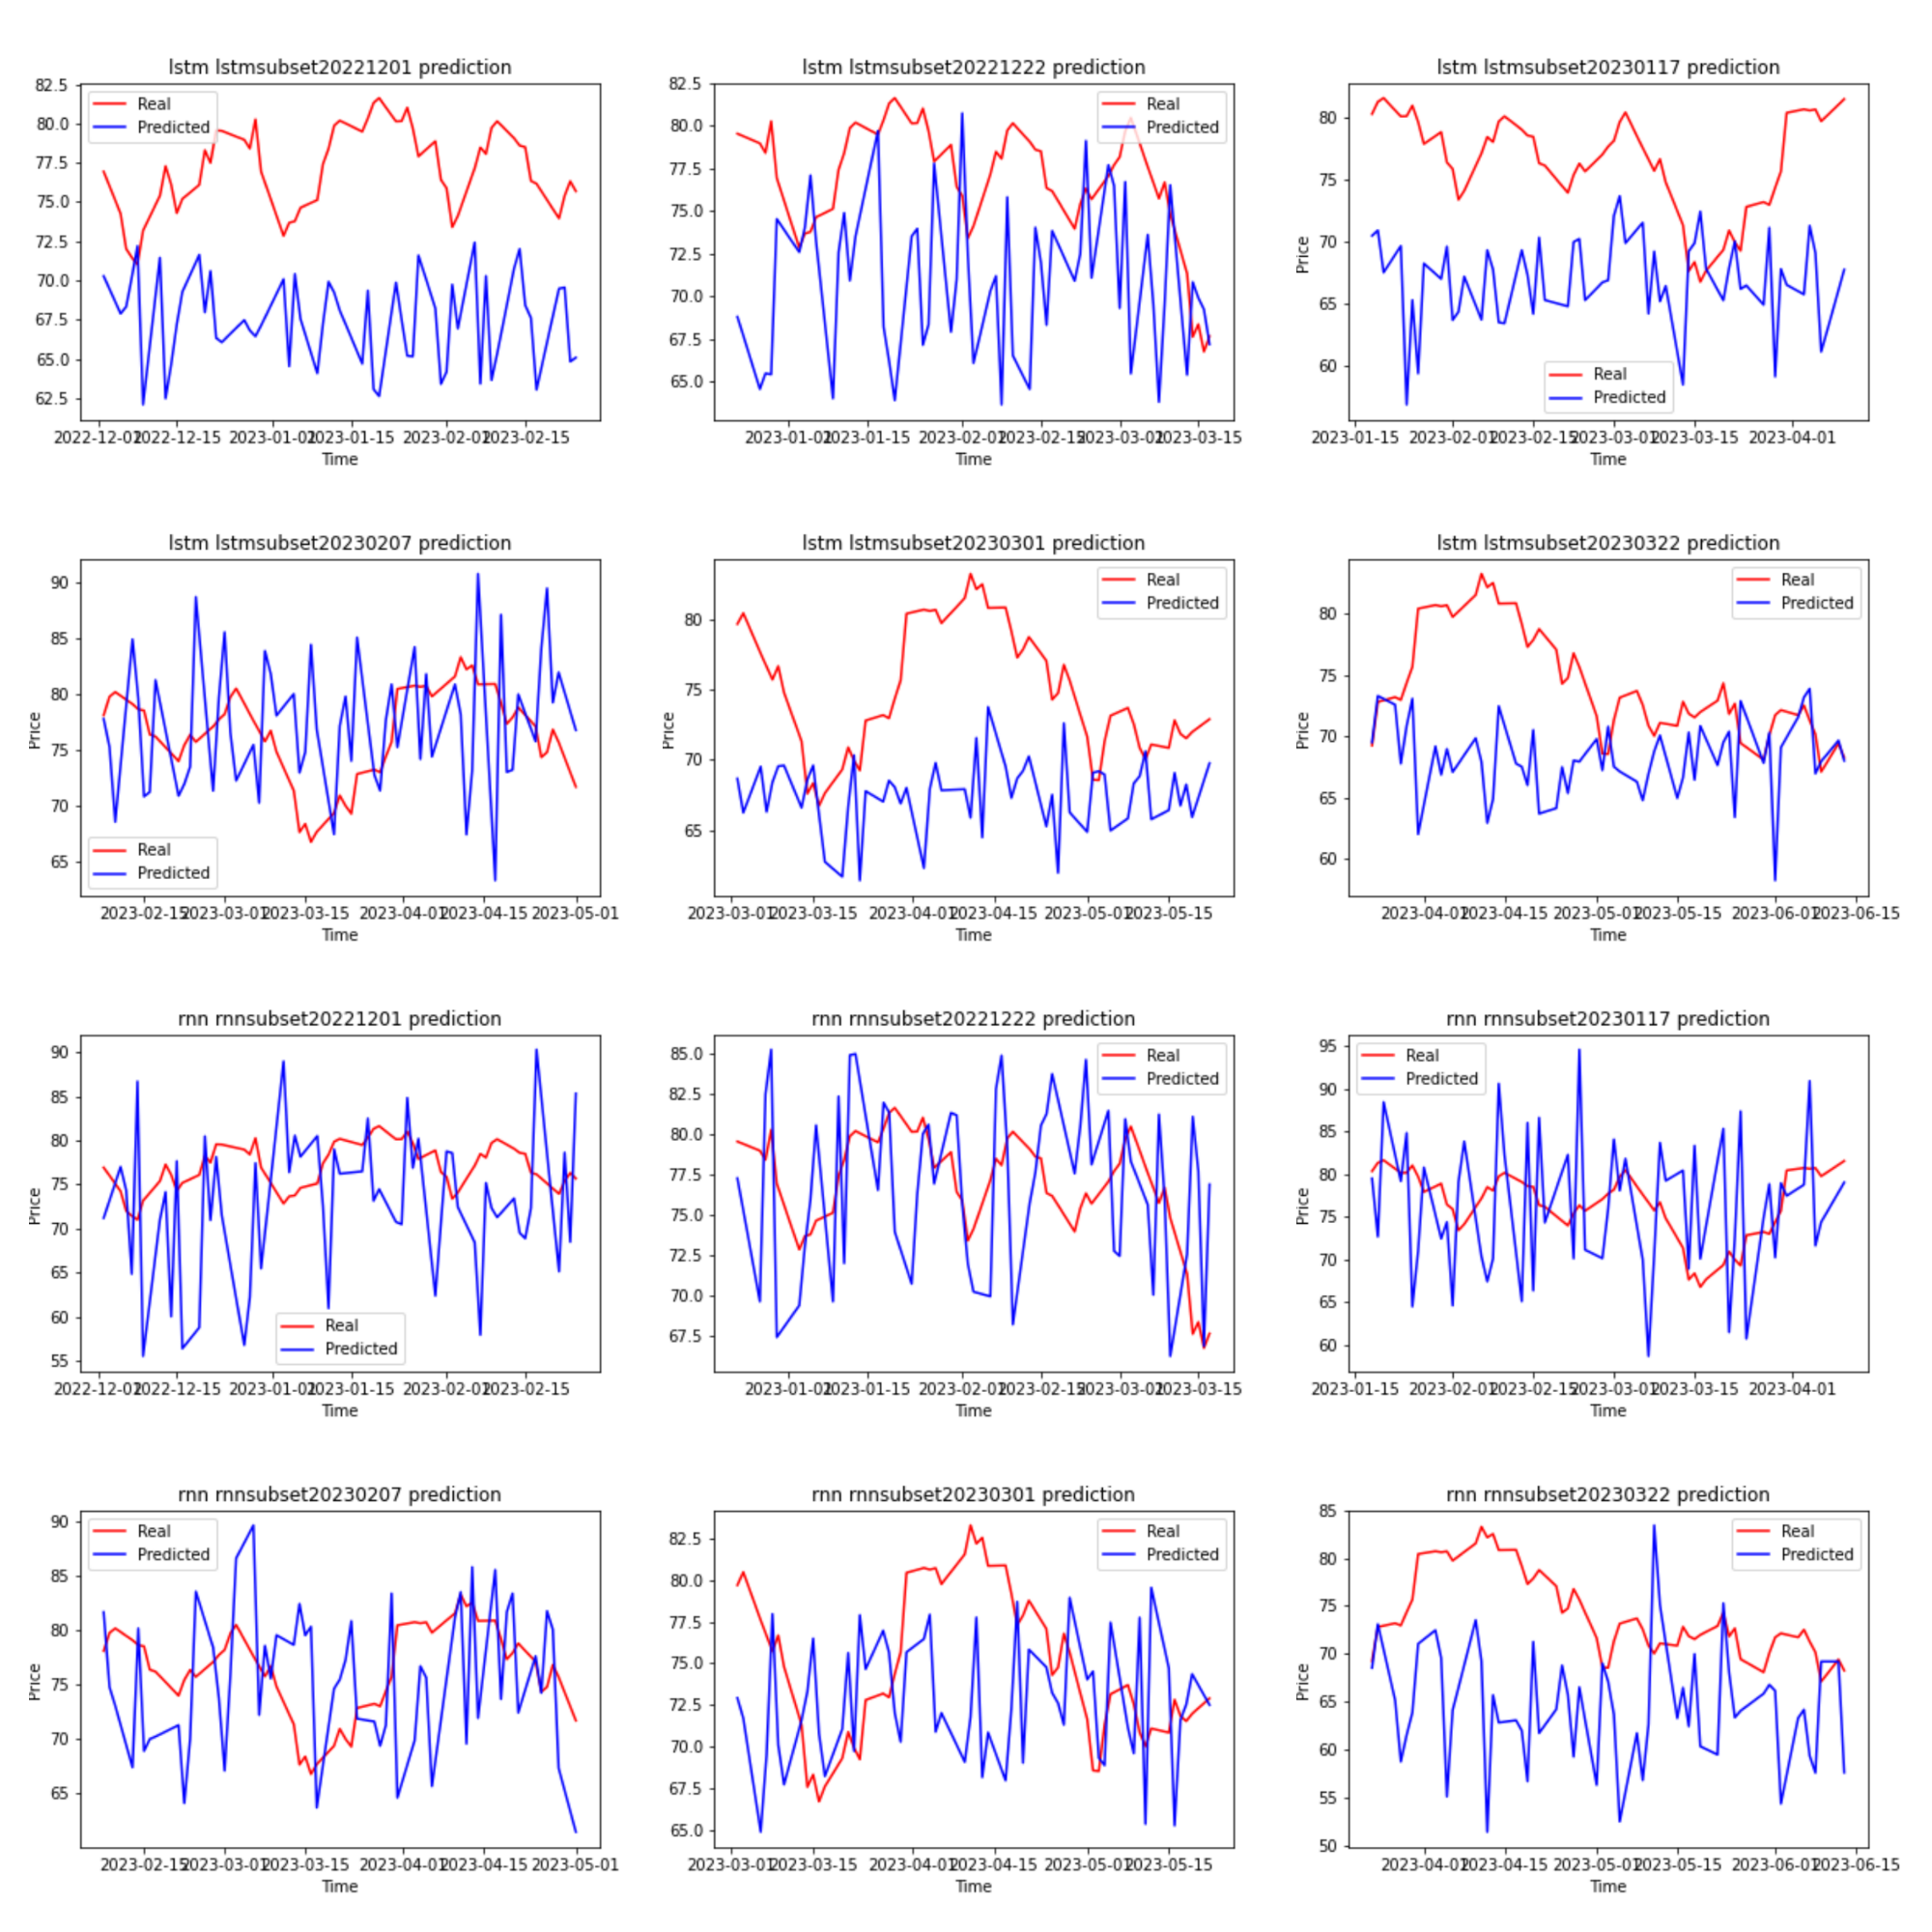 lstm lstmsubset20221201 prediction
82.5
80.0
77.5
75.0
72.5
70.0
67.5
65.0
62.5
Real
Predicted
2022-12-01 2022-12-15 2023-01-01 2023-01-15 2023-02-01 2023-02-15
Time
lstm lstmsubset20221222 prediction
82.5
80.0
77.5
75.0
72.5
70.0
67.5
65.0
Real
Predicted
2023-01-01 2023-01-15 2023-02-01 2023-02-15 2023-03-01 2023-03-15
Time
lstm lstmsubset20230117 prediction
Price
80
75
70
65
60
Real
Predicted
2023-01-15 2023-02-01 2023-02-15 2023-03-01 2023-03-15 2023-04-01
Time
lstm lstmsubset20230207 prediction
Price
90
85
80
75
70
65
Real
Predicted
2023-02-15 2023-03-01 2023-03-15 2023-04-01 2023-04-15 2023-05-01
Time
lstm lstmsubset20230301 prediction
Price
80
75
70
65
Real
Predicted
2023-03-01 2023-03-15 2023-04-01 2023-04-15 2023-05-01 2023-05-15
Time
lstm lstmsubset20230322 prediction
Price
80
75
70
65
60
Real
Predicted
2023-04-01 2023-04-15 2023-05-01 2023-05-15 2023-06-01 2023-06-15
Time
rnn rnnsubset20221201 prediction
Price
90
85
80
75
70
65
60
55
Real
Predicted
2022-12-01 2022-12-15 2023-01-01 2023-01-15 2023-02-01 2023-02-15
Time
rnn rnnsubset20221222 prediction
85.0
82.5
80.0
77.5
75.0
72.5
70.0
67.5
Real
Predicted
2023-01-01 2023-01-15 2023-02-01 2023-02-15 2023-03-01 2023-03-15
Time
rnn rnnsubset20230117 prediction
Price
95
90
85
80
75
70
65
60
Real
Predicted
2023-01-15 2023-02-01 2023-02-15 2023-03-01 2023-03-15 2023-04-01
Time
rnn rnnsubset20230207 prediction
Price
90
85
80
75
70
65
Real
Predicted
2023-02-15 2023-03-01 2023-03-15 2023-04-01 2023-04-15 2023-05-01
Time
rnn rnnsubset20230301 prediction
82.5
80.0
77.5
75.0
72.5
70.0
67.5
65.0
Real
Predicted
2023-03-01 2023-03-15 2023-04-01 2023-04-15 2023-05-01 2023-05-15
Time
rnn rnnsubset20230322 prediction
Price
85
80
75
70
65
60
55
50
Real
Predicted
2023-04-01 2023-04-15 2023-05-01 2023-05-15 2023-06-01 2023-06-15
Time